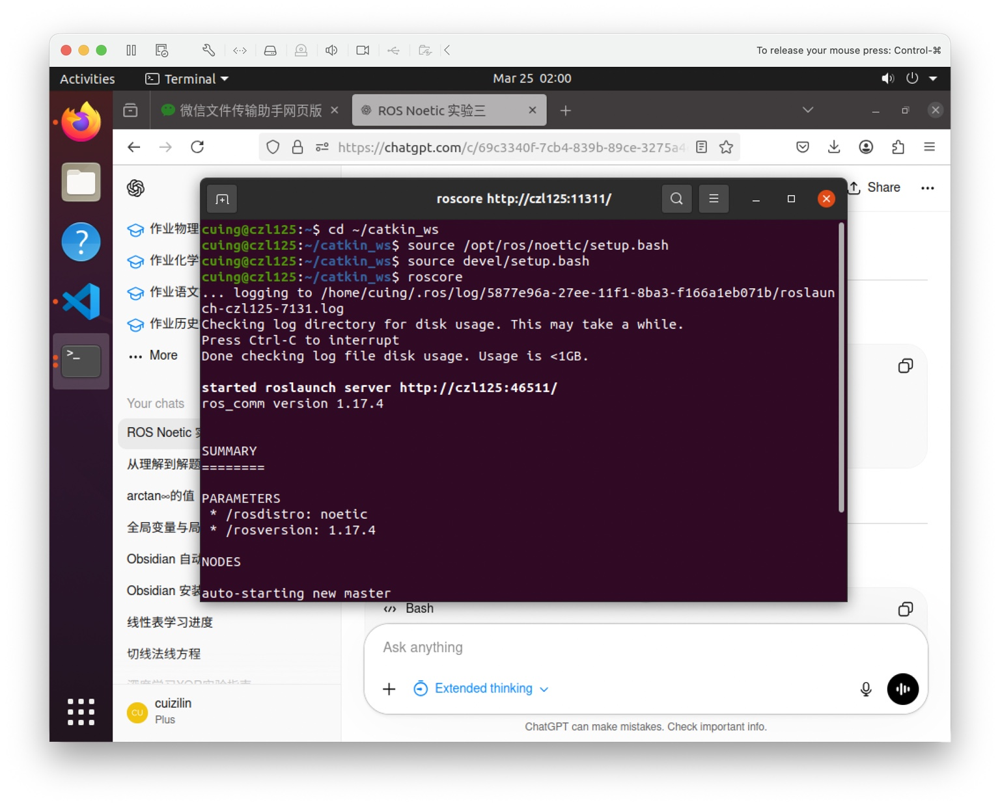 To release your mouse press: Control-⌘
Activities
Terminal
Mar 25 02:00
微信文件传输助手网页版
ROS Noetic 实验三
https://chatgpt.com/c/69c3340f-7cb4-839b-89ce-3275a4
Share
作业物理
作业化学
作业语文
作业历史
More
Your chats
ROS Noetic
从理解到解题
arctan∞的值
全局变量与局
Obsidian 自动
Obsidian 安装
线性表学习进度
切线法线方程
cuizilin
CU
Plus
roscore http://czl125:11311/
cuing@czl125:~$ cd ~/catkin_ws
cuing@czl125:~/catkin_ws$ source /opt/ros/noetic/setup.bash
cuing@czl125:~/catkin_ws$ source devel/setup.bash
cuing@czl125:~/catkin_ws$ roscore
... logging to /home/cuing/.ros/log/5877e96a-27ee-11f1-8ba3-f166a1eb071b/roslaun
ch-czl125-7131.log
Checking log directory for disk usage. This may take a while.
Press Ctrl-C to interrupt
Done checking log file disk usage. Usage is <1GB.
started roslaunch server http://czl125:46511/
ros_comm version 1.17.4
SUMMARY
========
PARAMETERS
* /rosdistro: noetic
* /rosversion: 1.17.4
NODES
auto-starting new master
Bash
Ask anything
Extended thinking
ChatGPT can make mistakes. Check important info.